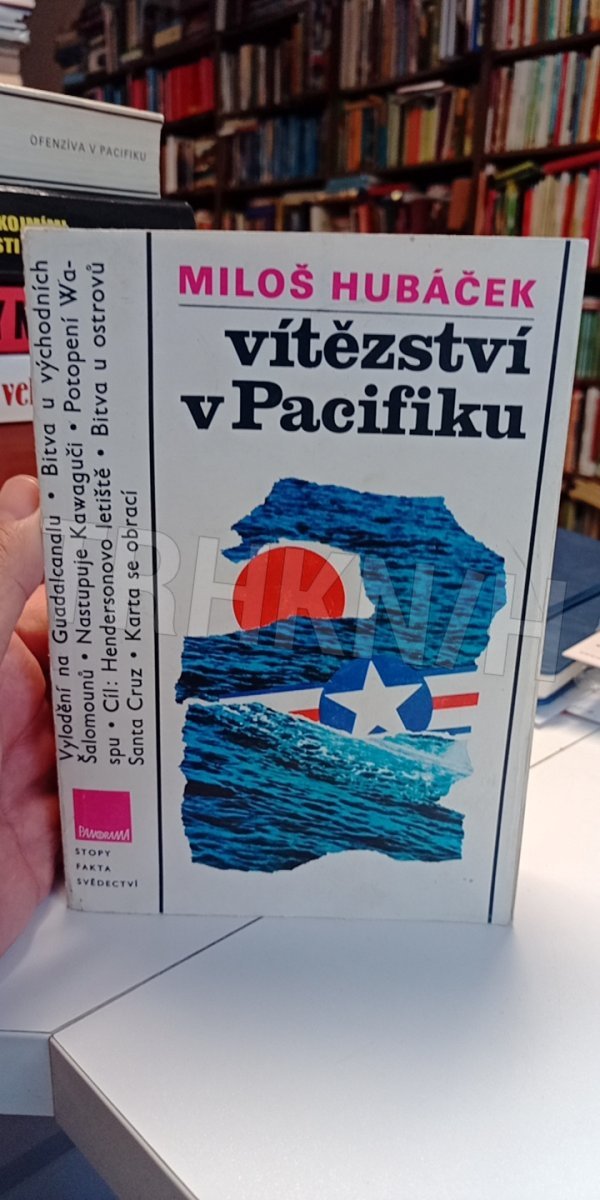 OFENZÍVA V PACIFIKU
MILOŠ HUBÁČEK
vítězství
v Pacifiku
Vylodění na Guadalcanalu • Bitva u východních
Šalomounů • Nastupuje Kawaguči • Potopení Wa-
spu • Cíl: Hendersonovo letiště • Bitva u ostrovů
Santa Cruz • Karta se obrací
PANORAMA
STOPY
FAKTA
SVĚDECTVÍ